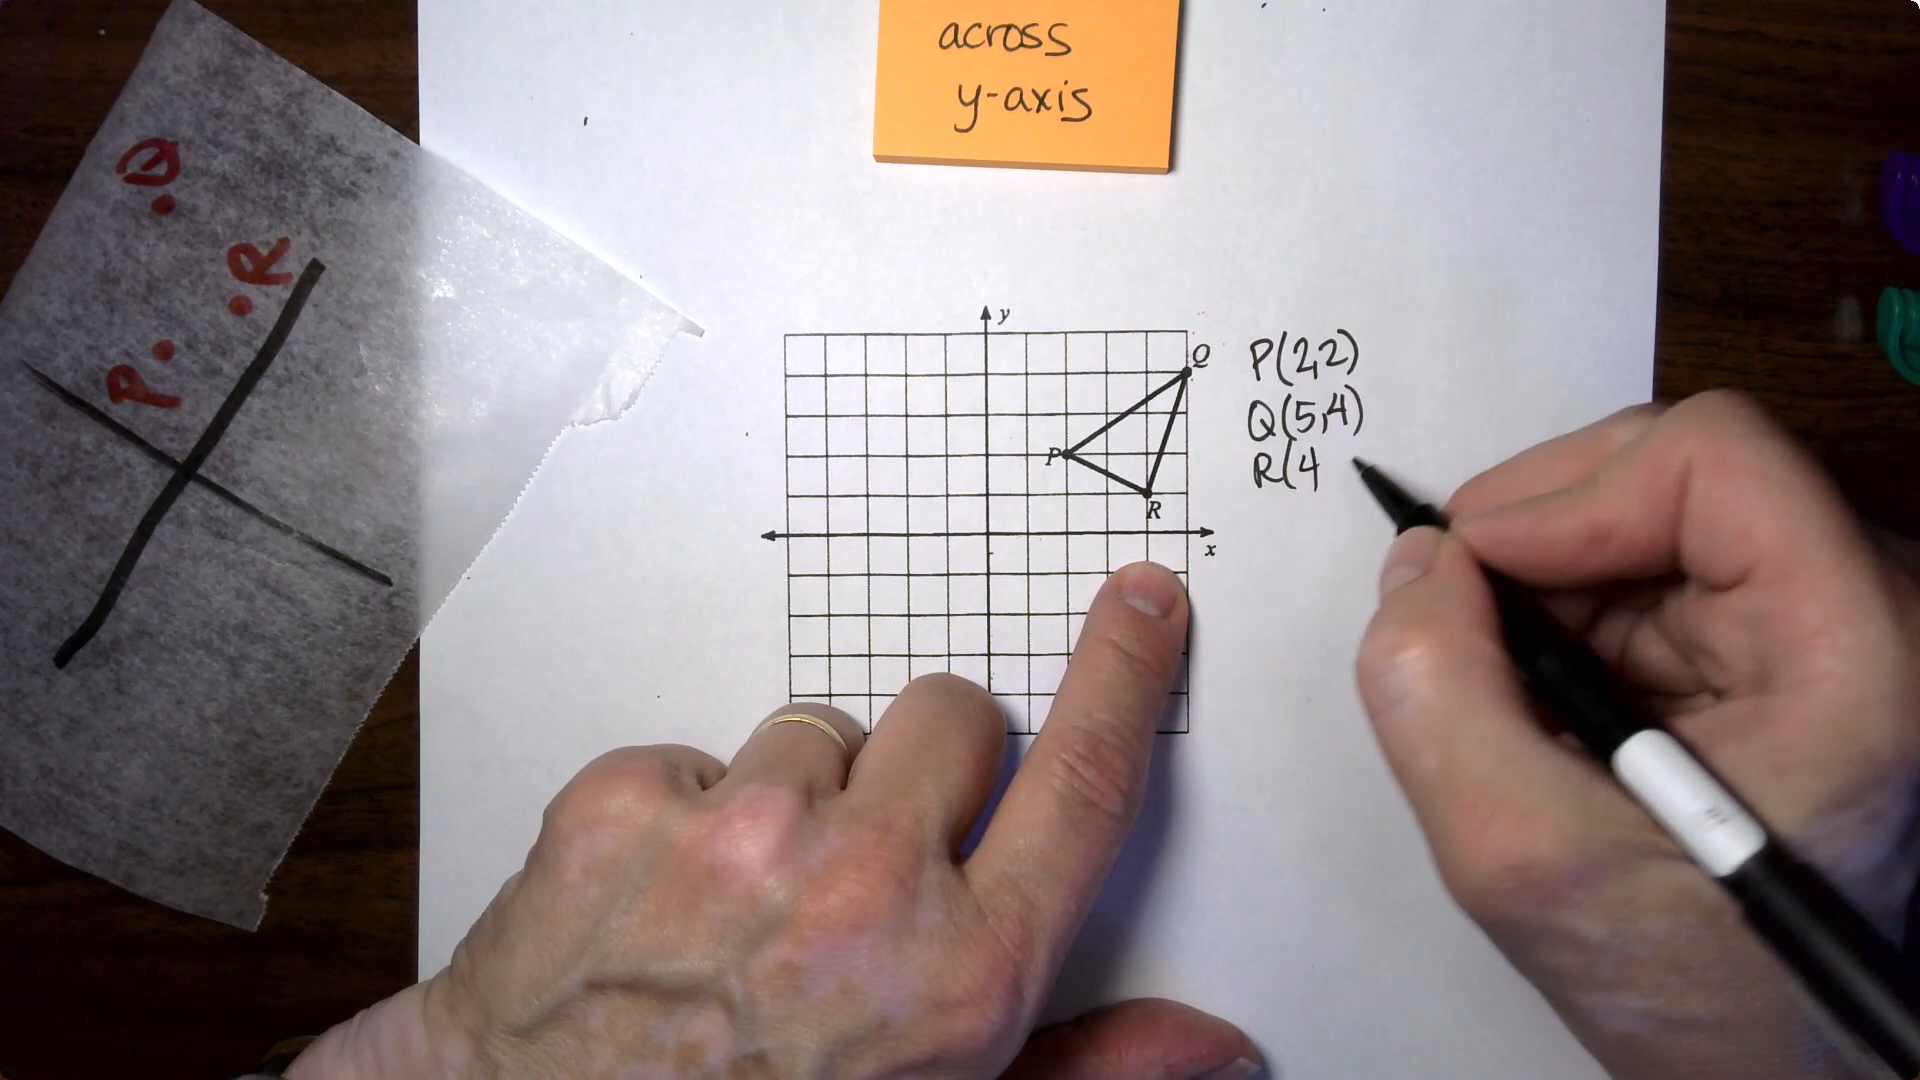 across
y-axis
.Q
.R
P.
y
Q
P
R
x
P(2,2)
Q(5,4)
R(4